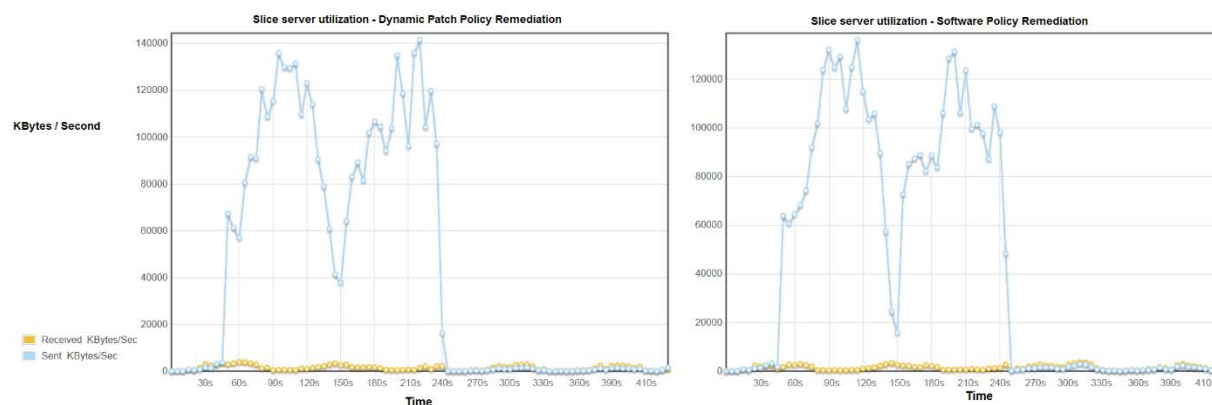 Slice server utilization - Dynamic Patch Policy Remediation
140000
120000
100000
80000
60000
40000
20000
0
KBytes / Second
Received KBytes/Sec
Sent KBytes/Sec
30s 60s 90s 120s 150s 180s 210s 240s 270s 300s 330s 360s 390s 410s
Time
Slice server utilization - Software Policy Remediation
120000
100000
80000
60000
40000
20000
0
30s 60s 90s 120s 150s 180s 210s 240s 270s 300s 330s 360s 390s 410s
Time